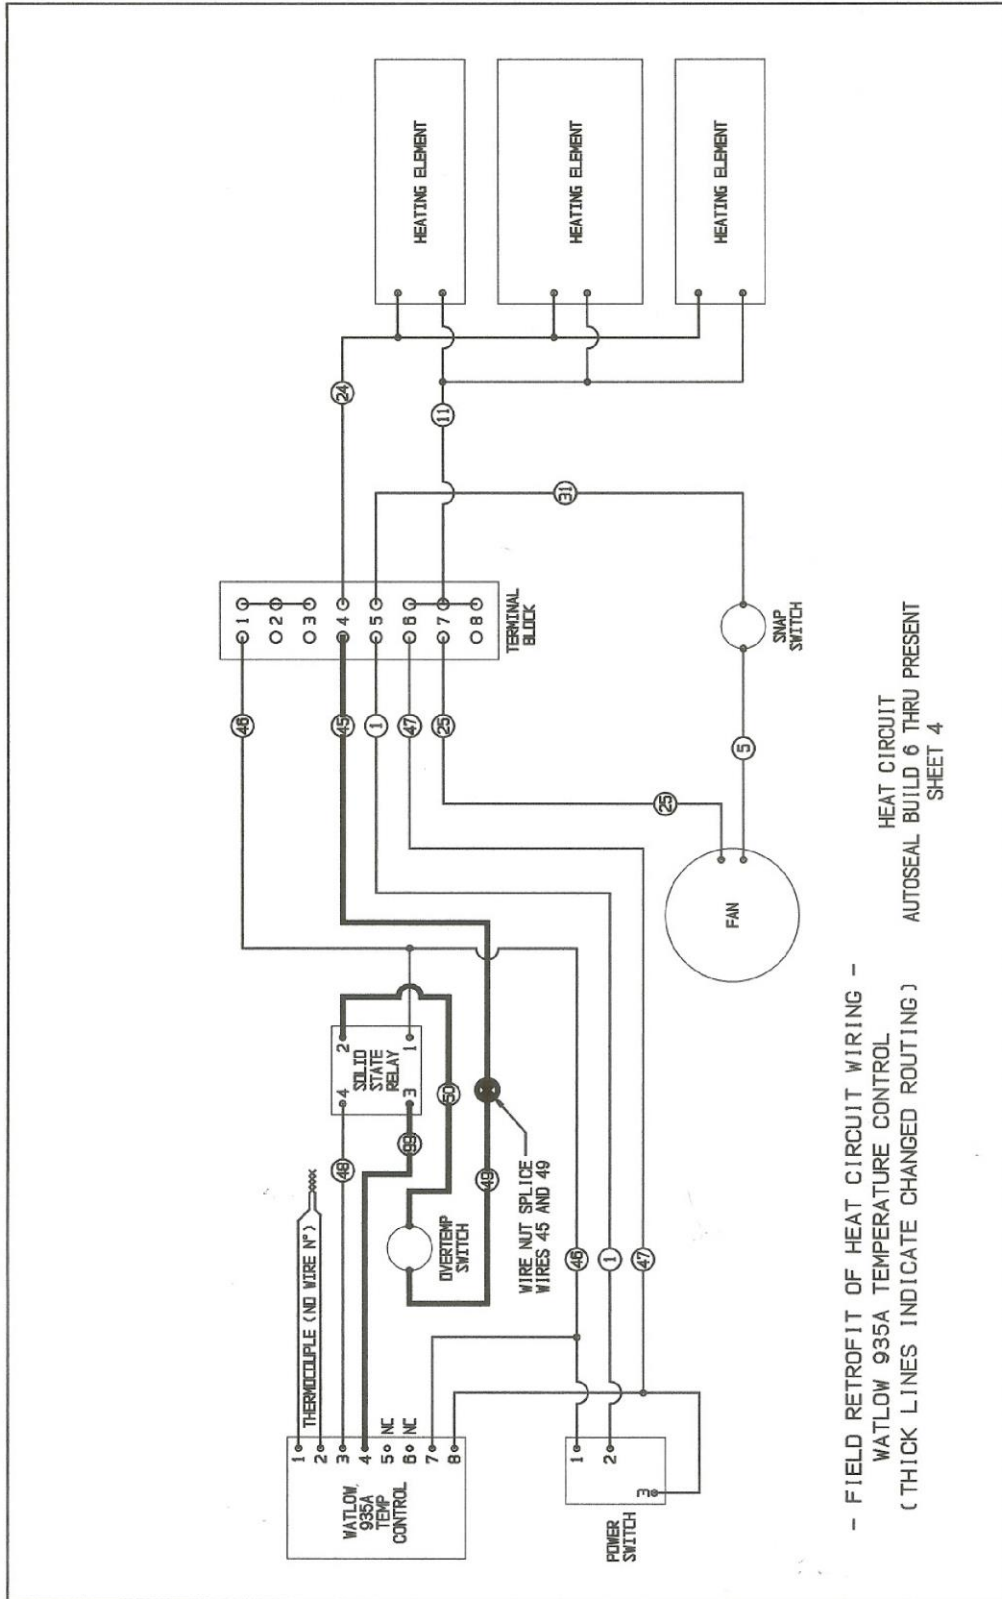 HEATING ELEMENT
HEATING ELEMENT
HEATING ELEMENT
24
11
31
1
2
3
4
5
6
7
8
TERMINAL
BLOCK
SNAP
SWITCH
46
45
1
47
25
25
5
FAN
2
1
4
3
SOLID
STATE
RELAY
48
99
50
49
OVERTEMP
SWITCH
WIRE NUT SPLICE
WIRES 45 AND 49
THERMOCOUPLE (NO WIRE Nº)
46
1
47
1
2
3
4
5 NC
6 NC
7
8
WATLOW
935A
TEMP
CONTROL
1
2
3
POWER
SWITCH
HEAT CIRCUIT
AUTOSEAL BUILD 6 THRU PRESENT
SHEET 4
- FIELD RETROFIT OF HEAT CIRCUIT WIRING -
WATLOW 935A TEMPERATURE CONTROL
(THICK LINES INDICATE CHANGED ROUTING)